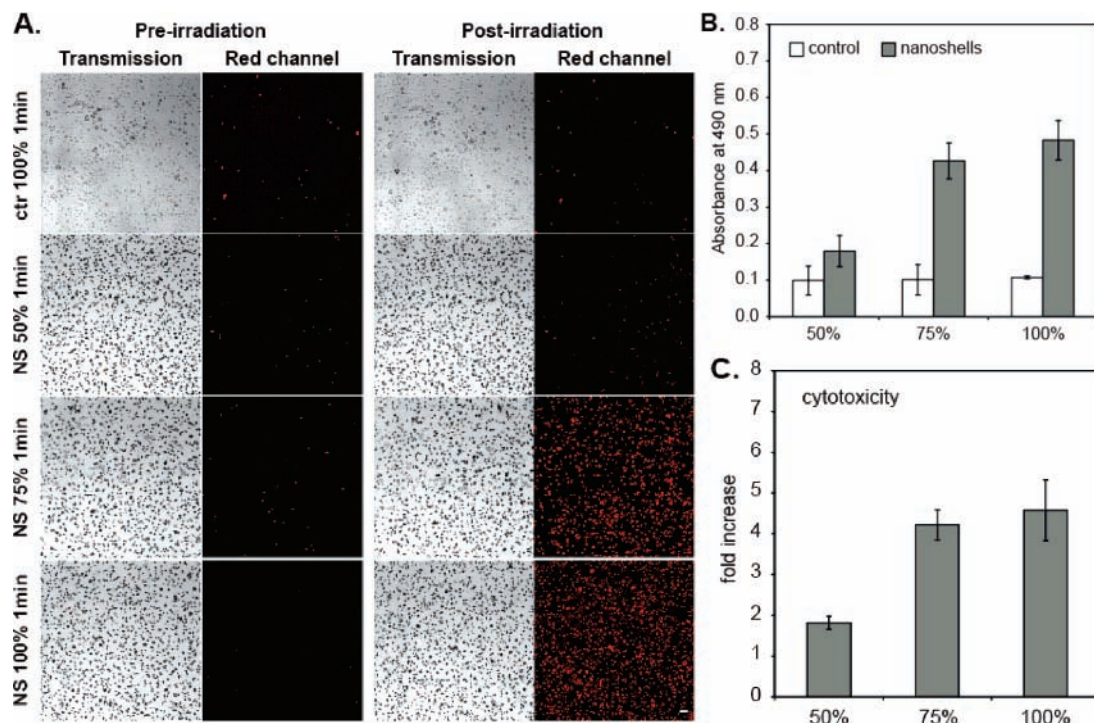 A.
Pre-irradiation Post-irradiation
Transmission Red channel Transmission Red channel
ctr 100% 1min
NS 50% 1min
NS 75% 1min
NS 100% 1min
B.
control nanoshells
Absorbance at 490 nm
0.8
0.7
0.6
0.5
0.4
0.3
0.2
0.1
0.0
50% 75% 100%
C.
cytotoxicity
fold increase
8
7
6
5
4
3
2
1
0
50% 75% 100%